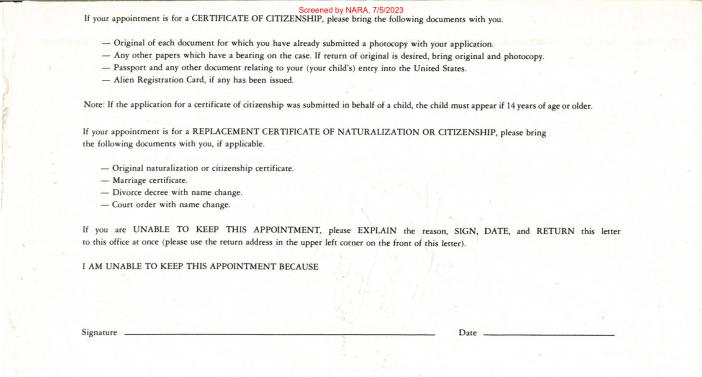 Screened by NARA, 7/5/2023
If your appointment is for a CERTIFICATE OF CITIZENSHIP, please bring the following documents with you.
— Original of each document for which you have already submitted a photocopy with your application.
— Any other papers which have a bearing on the case. If return of original is desired, bring original and photocopy.
— Passport and any other document relating to your (your child's) entry into the United States.
— Alien Registration Card, if any has been issued.
Note: If the application for a certificate of citizenship was submitted in behalf of a child, the child must appear if 14 years of age or older.
If your appointment is for a REPLACEMENT CERTIFICATE OF NATURALIZATION OR CITIZENSHIP, please bring
the following documents with you, if applicable.
— Original naturalization or citizenship certificate.
— Marriage certificate.
— Divorce decree with name change.
— Court order with name change.
If you are UNABLE TO KEEP THIS APPOINTMENT, please EXPLAIN the reason, SIGN, DATE, and RETURN this letter
to this office at once (please use the return address in the upper left corner on the front of this letter).
I AM UNABLE TO KEEP THIS APPOINTMENT BECAUSE
Signature Date